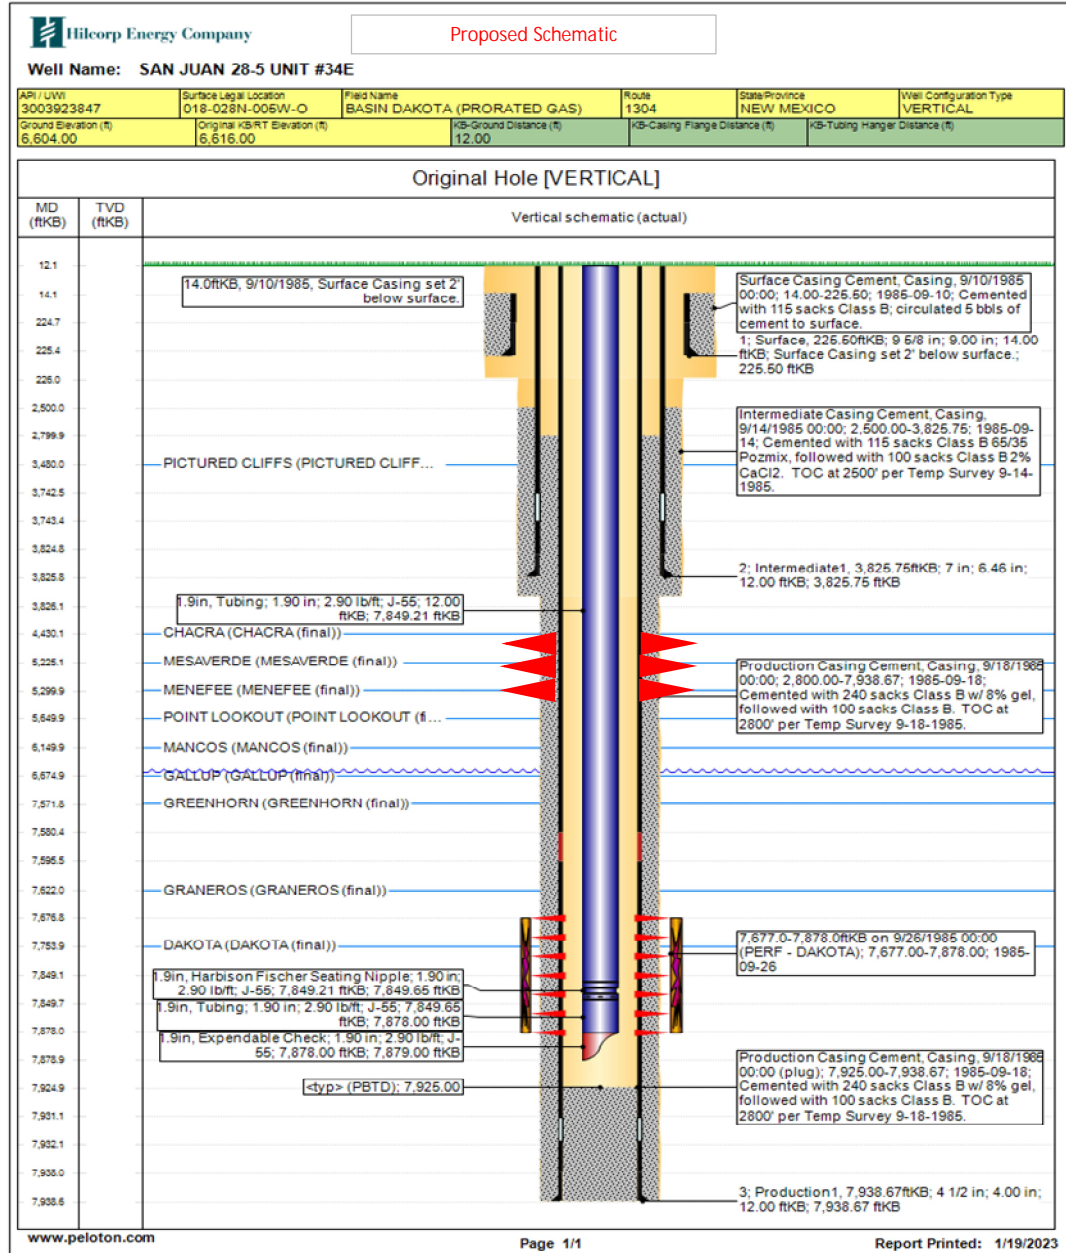 Hilcorp Energy Company
Proposed Schematic
Well Name: SAN JUAN 28-5 UNIT #34E
API / UWI
3003923847
Surface Legal Location
018-028N-005W-O
Field Name
BASIN DAKOTA (PRORATED GAS)
Route
1304
State/Province
NEW MEXICO
Well Configuration Type
VERTICAL
Ground Elevation (ft)
6,604.00
Original KB/RT Elevation (ft)
6,616.00
KB-Ground Distance (ft)
12.00
KB-Casing Flange Distance (ft)
KB-Tubing Hanger Distance (ft)
Original Hole [VERTICAL]
MD
(ftKB)
TVD
(ftKB)
Vertical schematic (actual)
12.1
14.1
224.7
225.4
226.0
2,500.0
2,799.9
3,480.0
3,742.5
3,743.4
3,824.8
3,825.8
3,826.1
4,430.1
5,226.1
5,299.9
5,649.9
6,149.9
6,674.9
7,571.8
7,580.4
7,595.5
7,622.0
7,676.8
7,753.9
7,849.1
7,849.7
7,878.0
7,878.9
7,924.9
7,931.1
7,932.1
7,938.0
7,938.6
14.0ftKB, 9/10/1985, Surface Casing set 2'
below surface.
Surface Casing Cement, Casing, 9/10/1985
00:00; 14.00-225.50; 1985-09-10; Cemented
with 115 sacks Class B; circulated 5 bbls of
cement to surface.
1; Surface, 225.50ftKB; 9 5/8 in; 9.00 in; 14.00
ftKB; Surface Casing set 2' below surface.;
225.50 ftKB
Intermediate Casing Cement, Casing,
9/14/1985 00:00; 2,500.00-3,825.75; 1985-09-
14; Cemented with 115 sacks Class B 65/35
Pozmix, followed with 100 sacks Class B 2%
CaCl2. TOC at 2500' per Temp Survey 9-14-
1985.
PICTURED CLIFFS (PICTURED CLIFF...
2; Intermediate1, 3,825.75ftKB; 7 in; 6.46 in;
12.00 ftKB; 3,825.75 ftKB
1.9in, Tubing; 1.90 in; 2.90 lb/ft; J-55; 12.00
ftKB; 7,849.21 ftKB
CHACRA (CHACRA (final))
MESAVERDE (MESAVERDE (final))
MENEFEE (MENEFEE (final))
POINT LOOKOUT (POINT LOOKOUT (fi...
MANCOS (MANCOS (final))
GALLUP (GALLUP (final))
GREENHORN (GREENHORN (final))
GRANEROS (GRANEROS (final))
DAKOTA (DAKOTA (final))
Production Casing Cement, Casing, 9/18/1985
00:00; 2,800.00-7,938.67; 1985-09-18;
Cemented with 240 sacks Class B w/ 8% gel,
followed with 100 sacks Class B. TOC at
2800' per Temp Survey 9-18-1985.
7,677.0-7,878.0ftKB on 9/26/1985 00:00
(PERF - DAKOTA); 7,677.00-7,878.00; 1985-
09-26
1.9in, Harbison Fischer Seating Nipple; 1.90 in;
2.90 lb/ft; J-55; 7,849.21 ftKB; 7,849.65 ftKB
1.9in, Tubing; 1.90 in; 2.90 lb/ft; J-55; 7,849.65
ftKB; 7,878.00 ftKB
1.9in, Expendable Check; 1.90 in; 2.90 lb/ft; J-
55; 7,878.00 ftKB; 7,879.00 ftKB
<typ> (PBTD); 7,925.00
Production Casing Cement, Casing, 9/18/1985
00:00 (plug); 7,925.00-7,938.67; 1985-09-18;
Cemented with 240 sacks Class B w/ 8% gel,
followed with 100 sacks Class B. TOC at
2800' per Temp Survey 9-18-1985.
3; Production1, 7,938.67ftKB; 4 1/2 in; 4.00 in;
12.00 ftKB; 7,938.67 ftKB
www.peloton.com
Page 1/1
Report Printed: 1/19/2023